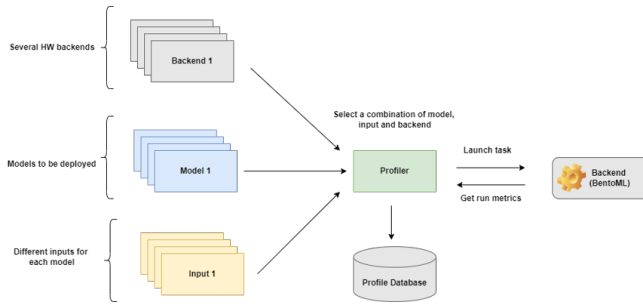 Several HW backends
Backend 1
Select a combination of model,
input and backend
Models to be deployed
Model 1
Profiler
Launch task
Get run metrics
Backend
(BentoML)
Different inputs for
each model
Input 1
Profile Database